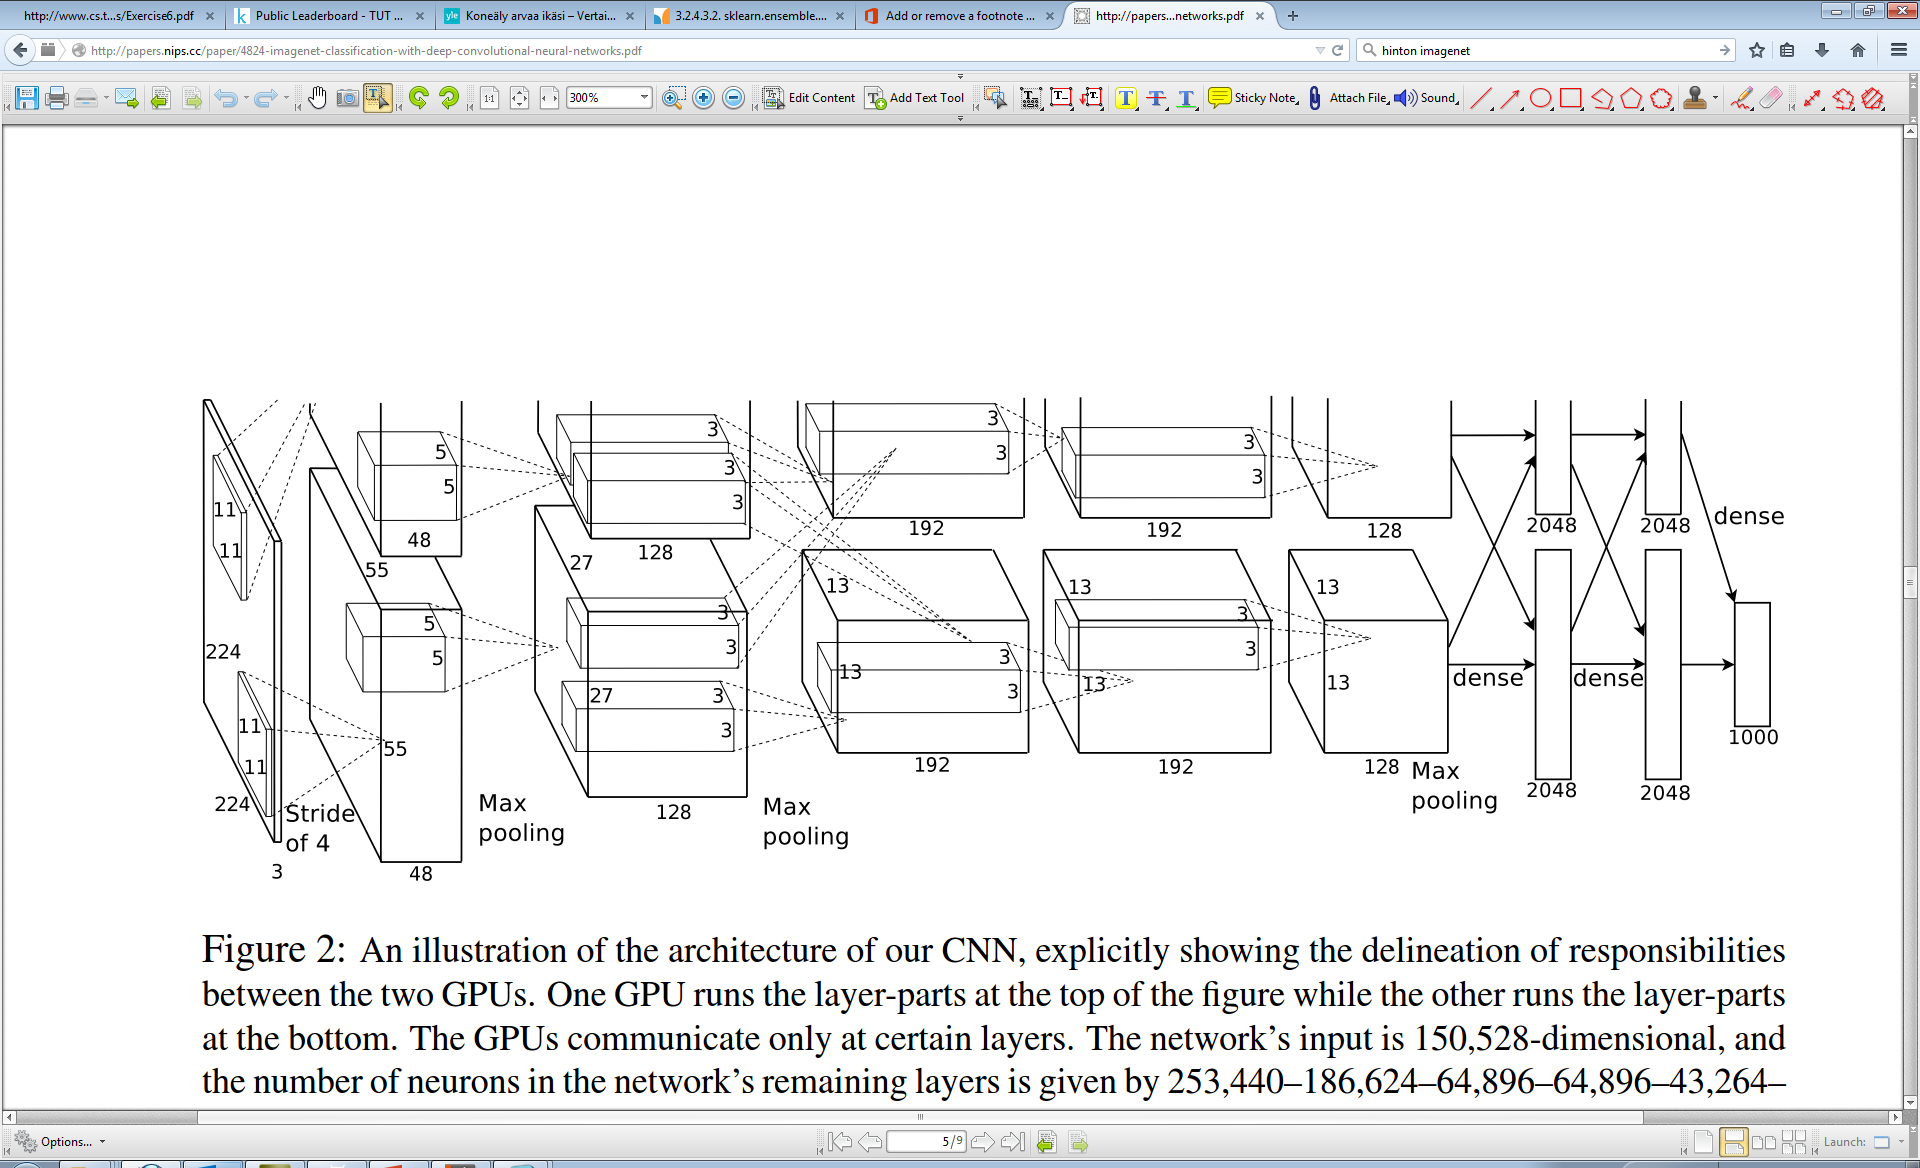 http://www.cs.t...s/Exercise6.pdf
Public Leaderboard - TUT ...
yle
Koneäly arvaa ikäsi – Vertai...
3.2.4.3.2. sklearn.ensemble....
Add or remove a footnote ...
http://papers...networks.pdf
http://papers.nips.cc/paper/4824-imagenet-classification-with-deep-convolutional-neural-networks.pdf
hinton imagenet
1:1
300%
Edit Content
Add Text Tool
Sticky Note,
Attach File,
Sound,
11
11
224
11
11
224
3
Stride
of 4
5
5
48
55
5
5
55
48
Max
pooling
3
3
3
3
128
27
3
3
27
3
3
128
Max
pooling
3
3
192
13
3
3
13
192
3
3
192
13
3
3
13
192
128
13
13
128
Max
pooling
2048
2048
dense
dense
dense
2048
2048
1000
Figure 2: An illustration of the architecture of our CNN, explicitly showing the delineation of responsibilities
between the two GPUs. One GPU runs the layer-parts at the top of the figure while the other runs the layer-parts
at the bottom. The GPUs communicate only at certain layers. The network's input is 150,528-dimensional, and
the number of neurons in the network's remaining layers is given by 253,440–186,624–64,896–64,896–43,264–
Options...
5/9
Launch: